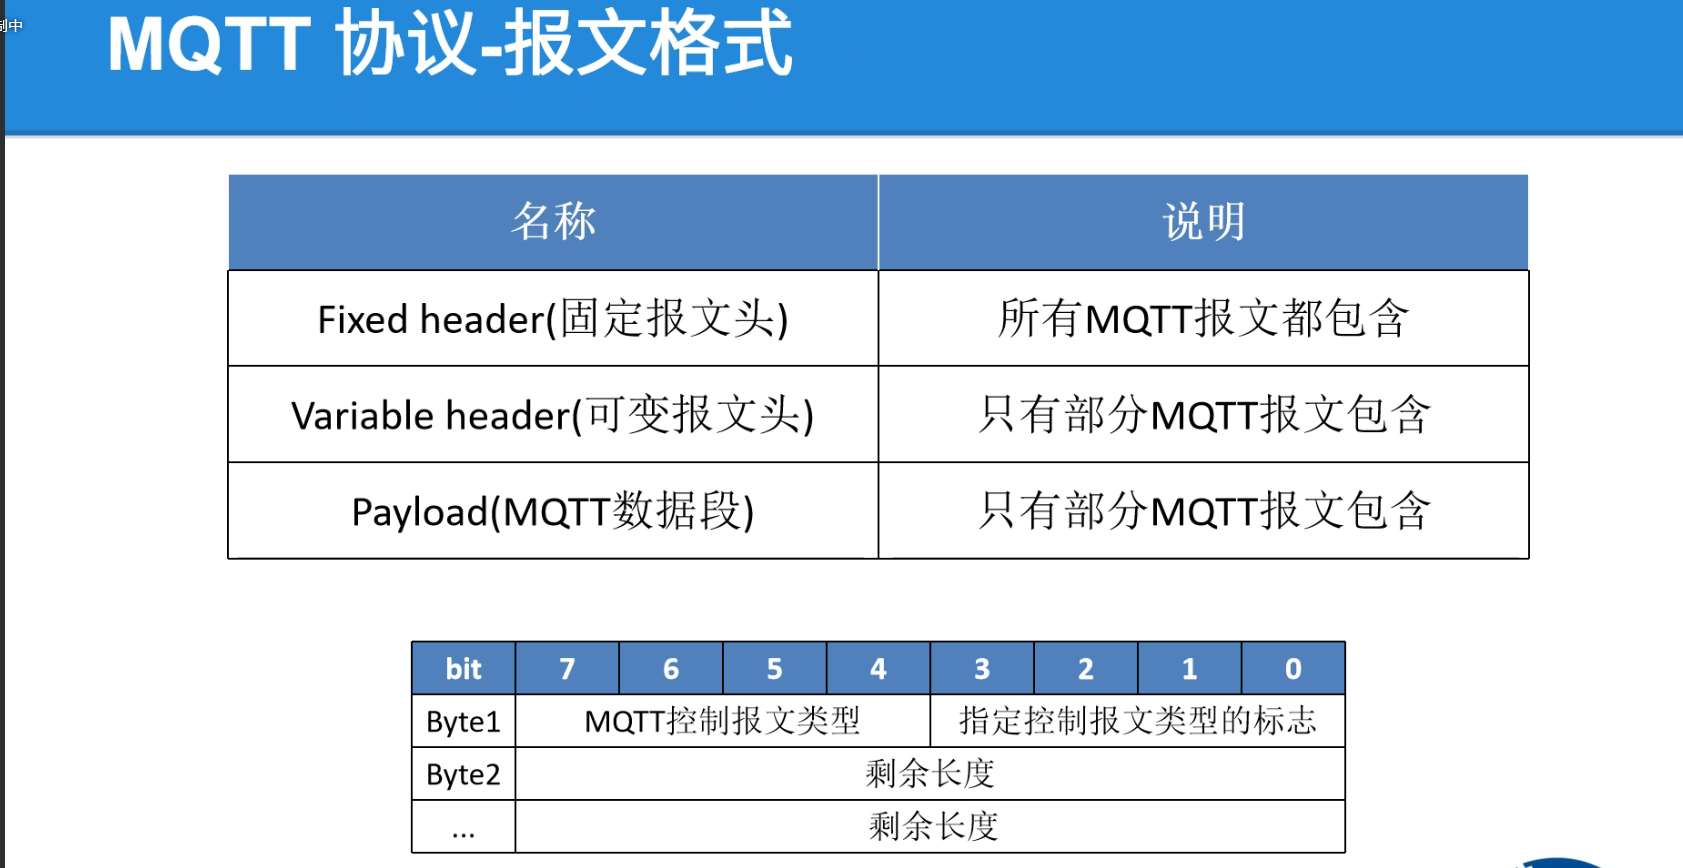 制中
MQTT 协议-报文格式
名称 说明
Fixed header(固定报文头) 所有MQTT报文都包含
Variable header(可变报文头) 只有部分MQTT报文包含
Payload(MQTT数据段) 只有部分MQTT报文包含
bit 7 6 5 4 3 2 1 0
Byte1 MQTT控制报文类型 指定控制报文类型的标志
Byte2 剩余长度
... 剩余长度